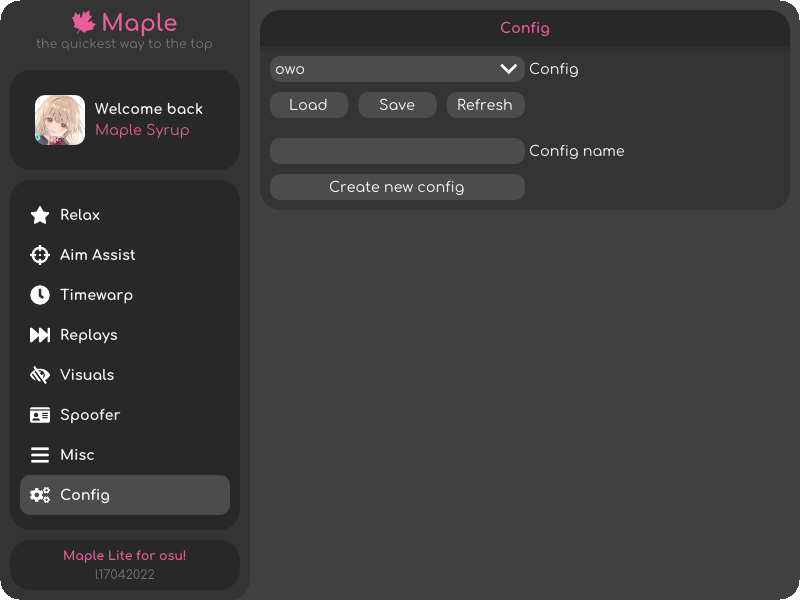 Maple
the quickest way to the top
Welcome back
Maple Syrup
Relax
Aim Assist
Timewarp
Replays
Visuals
Spoofer
Misc
Config
Maple Lite for osu!
l17042022
Config
owo
Config
Load Save Refresh
Config name
Create new config